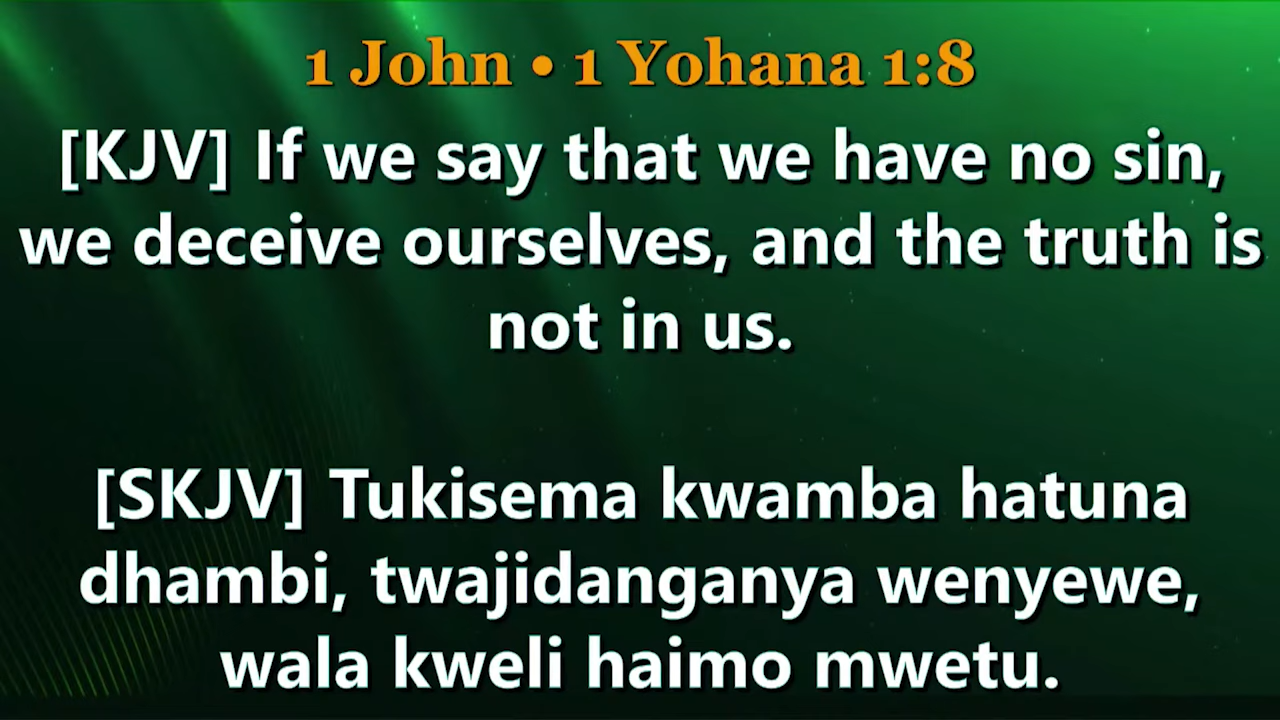 1 John • 1 Yohana 1:8
[KJV] If we say that we have no sin,
we deceive ourselves, and the truth is
not in us.
[SKJV] Tukisema kwamba hatuna
dhambi, twajidanganya wenyewe,
wala kweli haimo mwetu.